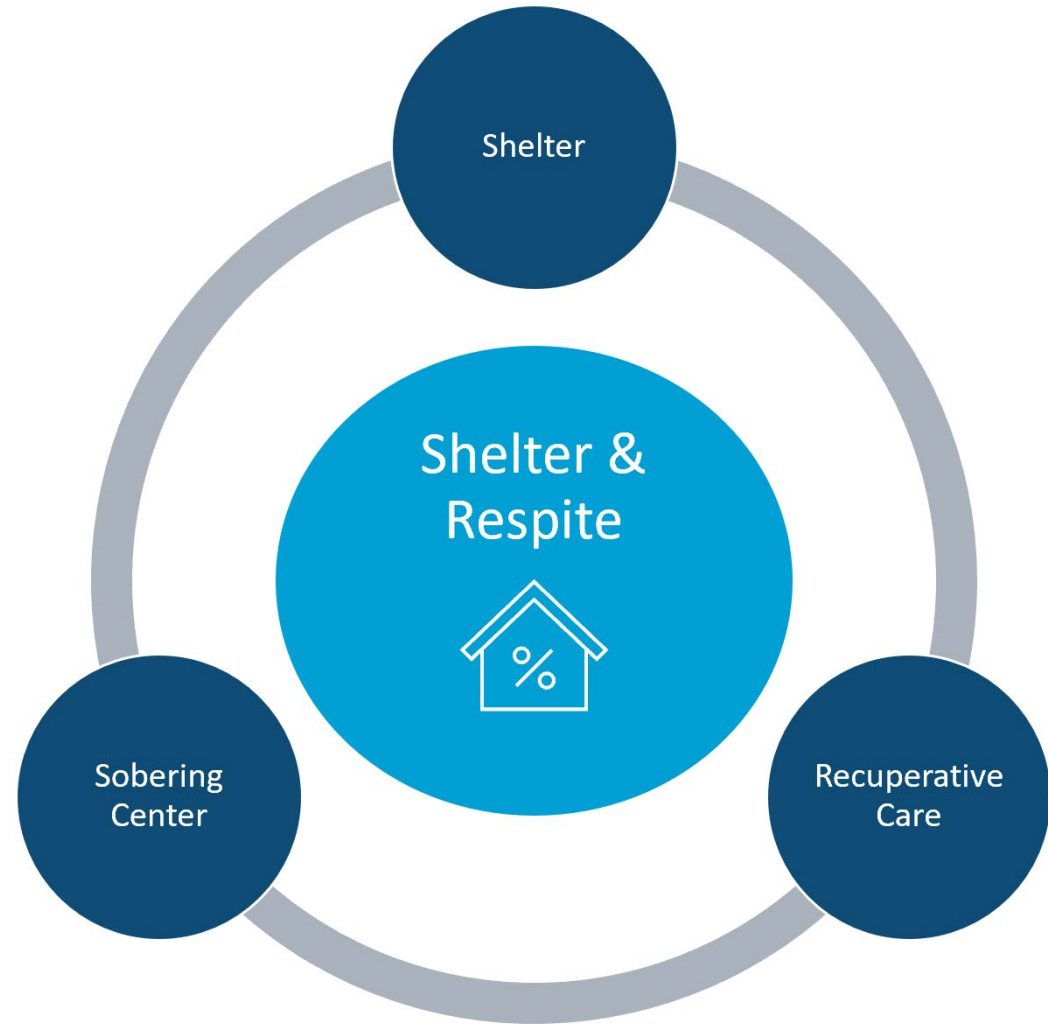 Shelter
Shelter &
Respite
%
Sobering
Center
Recuperative
Care